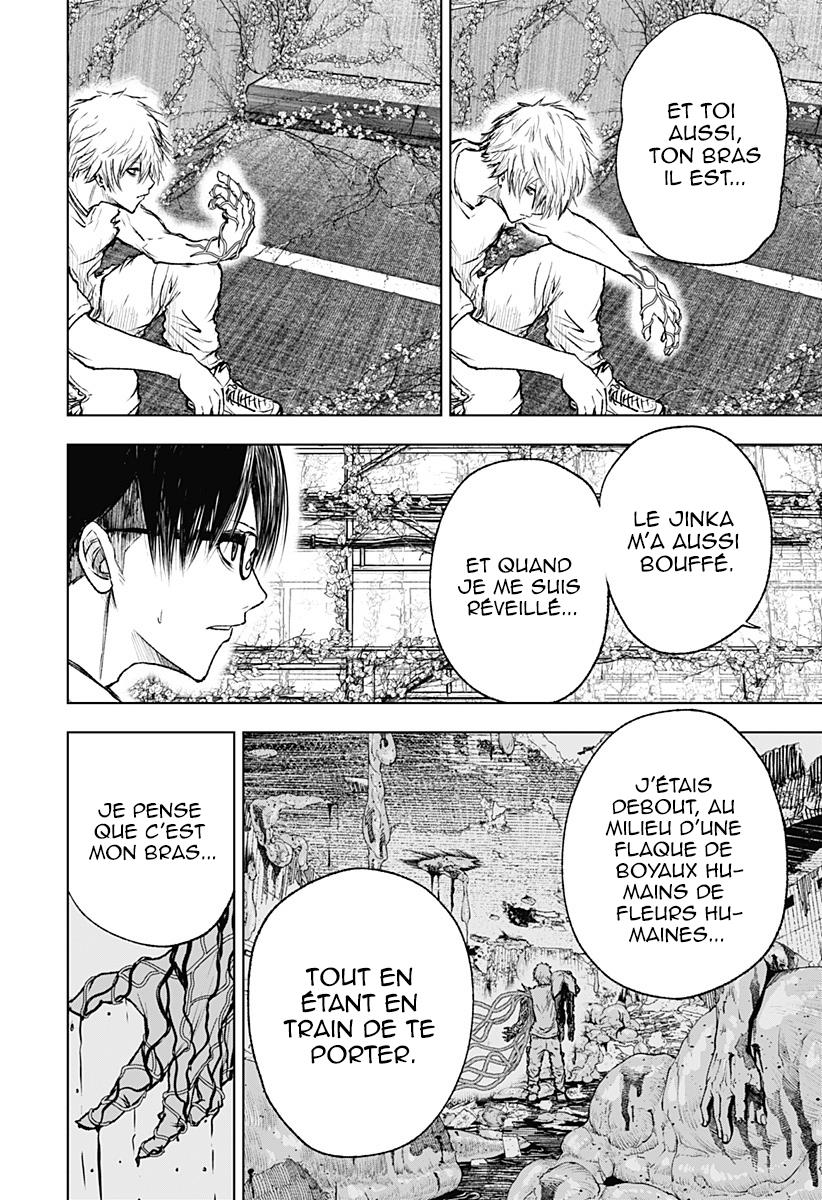 ET TOI
AUSSI,
TON BRAS
IL EST...
LE JINKA
M'A AUSSI
BOUFFÉ.
ET QUAND
JE ME SUIS
RÉVEILLÉ...
J'ÉTAIS
DEBOUT, AU
MILIEU D'UNE
FLAQUE DE
BOYAUX HU-
MAINS DE
FLEURS HU-
MAINES...
TOUT EN
ÉTANT EN
TRAIN DE TE
PORTER.
JE PENSE
QUE C'EST
MON BRAS...